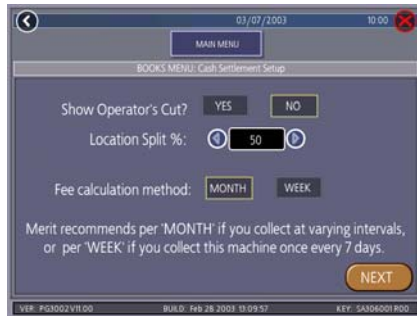 03/07/2003 10:00
MAIN MENU
BOOKS MENU: Cash Settlement Setup
Show Operator's Cut? YES NO
Location Split %: 50
Fee calculation method: MONTH WEEK
Merit recommends per 'MONTH' if you collect at varying intervals,
or per 'WEEK' if you collect this machine once every 7 days.
NEXT
VER: PG3002 V11.00 BUILD: Feb 28 2003 13:09:57 KEY: SA306001 R00